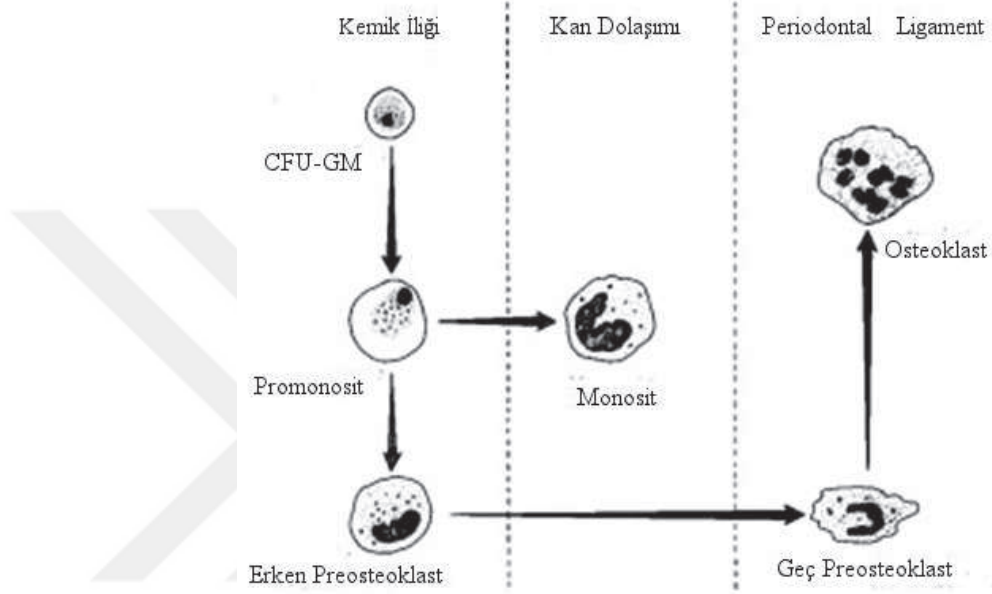 Kemik İliği
Kan Dolaşımı
Periodontal Ligament
CFU-GM
Osteoklast
Promonosit
Monosit
Erken Preosteoklast
Geç Preosteoklast